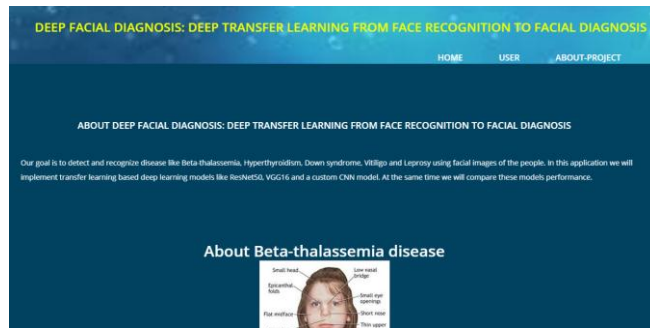 DEEP FACIAL DIAGNOSIS: DEEP TRANSFER LEARNING FROM FACE RECOGNITION TO FACIAL DIAGNOSIS
HOME USER ABOUT-PROJECT
ABOUT DEEP FACIAL DIAGNOSIS: DEEP TRANSFER LEARNING FROM FACE RECOGNITION TO FACIAL DIAGNOSIS
Our goal is to detect and recognize disease like Beta-thalassemia, Hyperthyroidism, Down syndrome, Vitiligo and Leprosy using facial images of the people. In this application we will
implement transfer learning based deep learning models like ResNet50, VGG16 and a custom CNN model. At the same time we will compare these models performance.
About Beta-thalassemia disease
Small head
Low nasal
bridge
Epicanthal
folds
Small eye
openings
Flat midface
Short nose
Thin upper